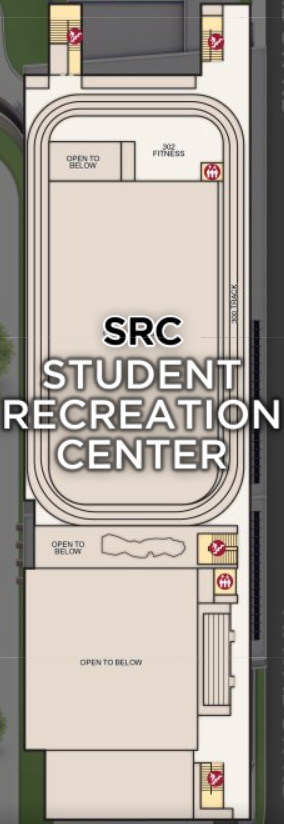 OPEN TO
BELOW
302
FITNESS
300 TRACK
SRC
STUDENT
RECREATION
CENTER
OPEN TO
BELOW
OPEN TO BELOW